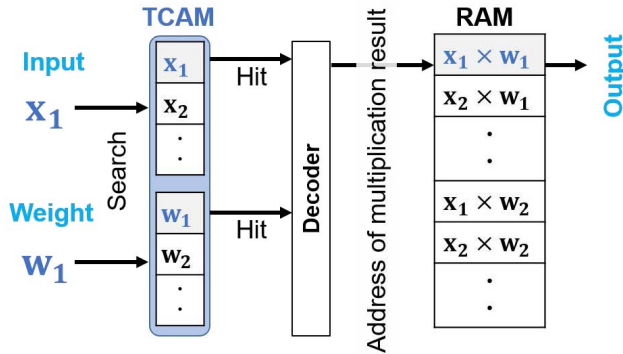 TCAM
RAM
Input
x₁
Search
Weight
w₁
x₁
x₂
:
w₁
w₂
:
Hit
Hit
Decoder
Address of multiplication result
x₁ × w₁
x₂ × w₁
:
x₁ × w₂
x₂ × w₂
:
Output